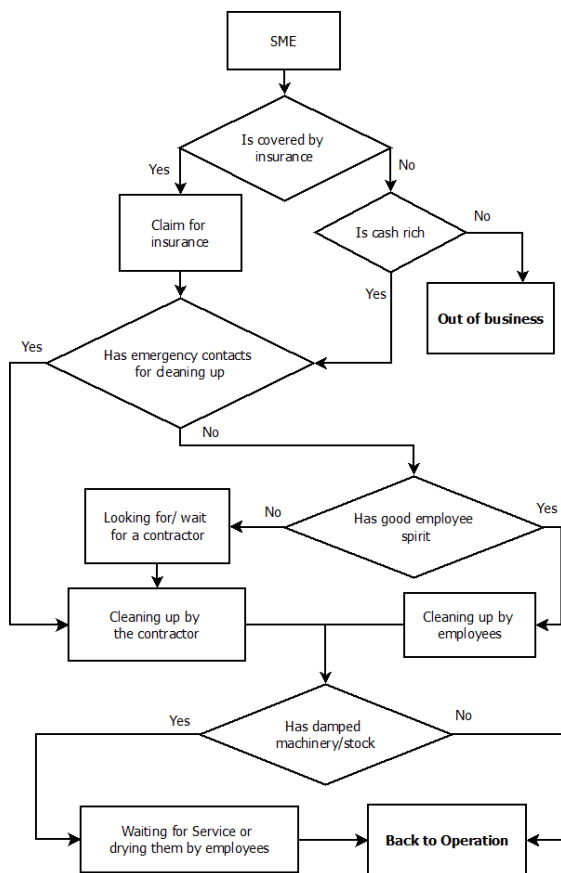 SME
Is covered by
insurance
Yes
No
Claim for
insurance
Is cash rich
No
Yes
Out of business
Yes
Has emergency contacts
for cleaning up
No
Looking for/ wait
for a contractor
No
Has good employee
spirit
Yes
Cleaning up by
the contractor
Cleaning up by
employees
Yes
Has damped
machinery/stock
No
Waiting for Service or
drying them by employees
Back to Operation